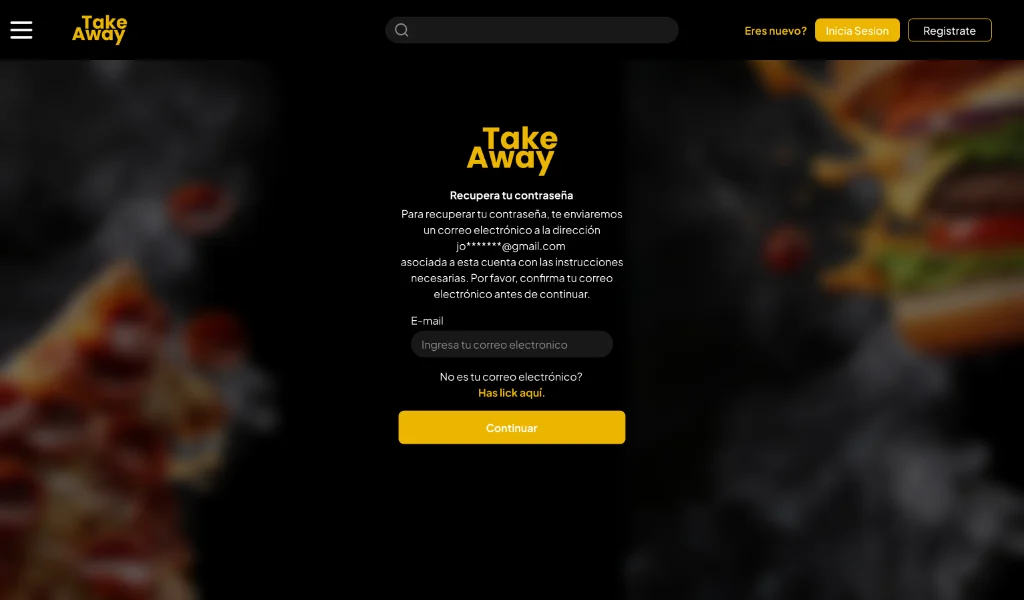 Take
Away
Eres nuevo?
Inicia Sesion
Registrate
Take
Away
Recupera tu contraseña
Para recuperar tu contraseña, te enviaremos
un correo electrónico a la dirección
jo*******@gmail.com
asociada a esta cuenta con las instrucciones
necesarias. Por favor, confirma tu correo
electrónico antes de continuar.
E-mail
Ingresa tu correo electronico
No es tu correo electrónico?
Has lick aquí.
Continuar